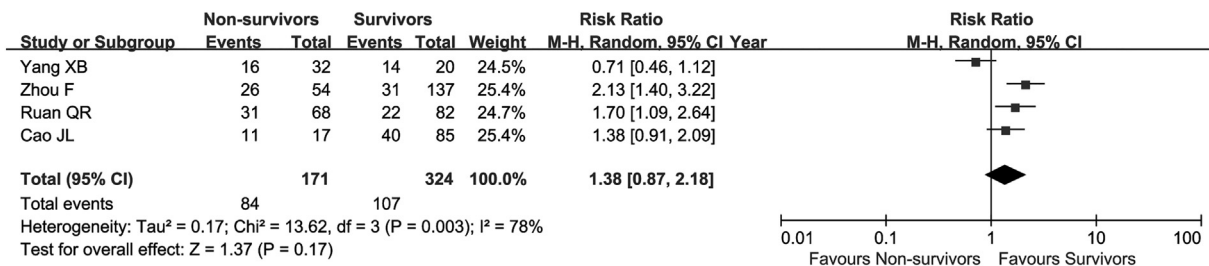 Non-survivors Survivors Risk Ratio Risk Ratio
Study or Subgroup Events Total Events Total Weight M-H, Random, 95% CI Year M-H, Random, 95% CI
Yang XB 16 32 14 20 24.5% 0.71 [0.46, 1.12]
Zhou F 26 54 31 137 25.4% 2.13 [1.40, 3.22]
Ruan QR 31 68 22 82 24.7% 1.70 [1.09, 2.64]
Cao JL 11 17 40 85 25.4% 1.38 [0.91, 2.09]
Total (95% CI) 171 324 100.0% 1.38 [0.87, 2.18]
Total events 84 107
Heterogeneity: Tau² = 0.17; Chi² = 13.62, df = 3 (P = 0.003); I² = 78%
Test for overall effect: Z = 1.37 (P = 0.17)
0.01 0.1 1 10 100
Favours Non-survivors Favours Survivors